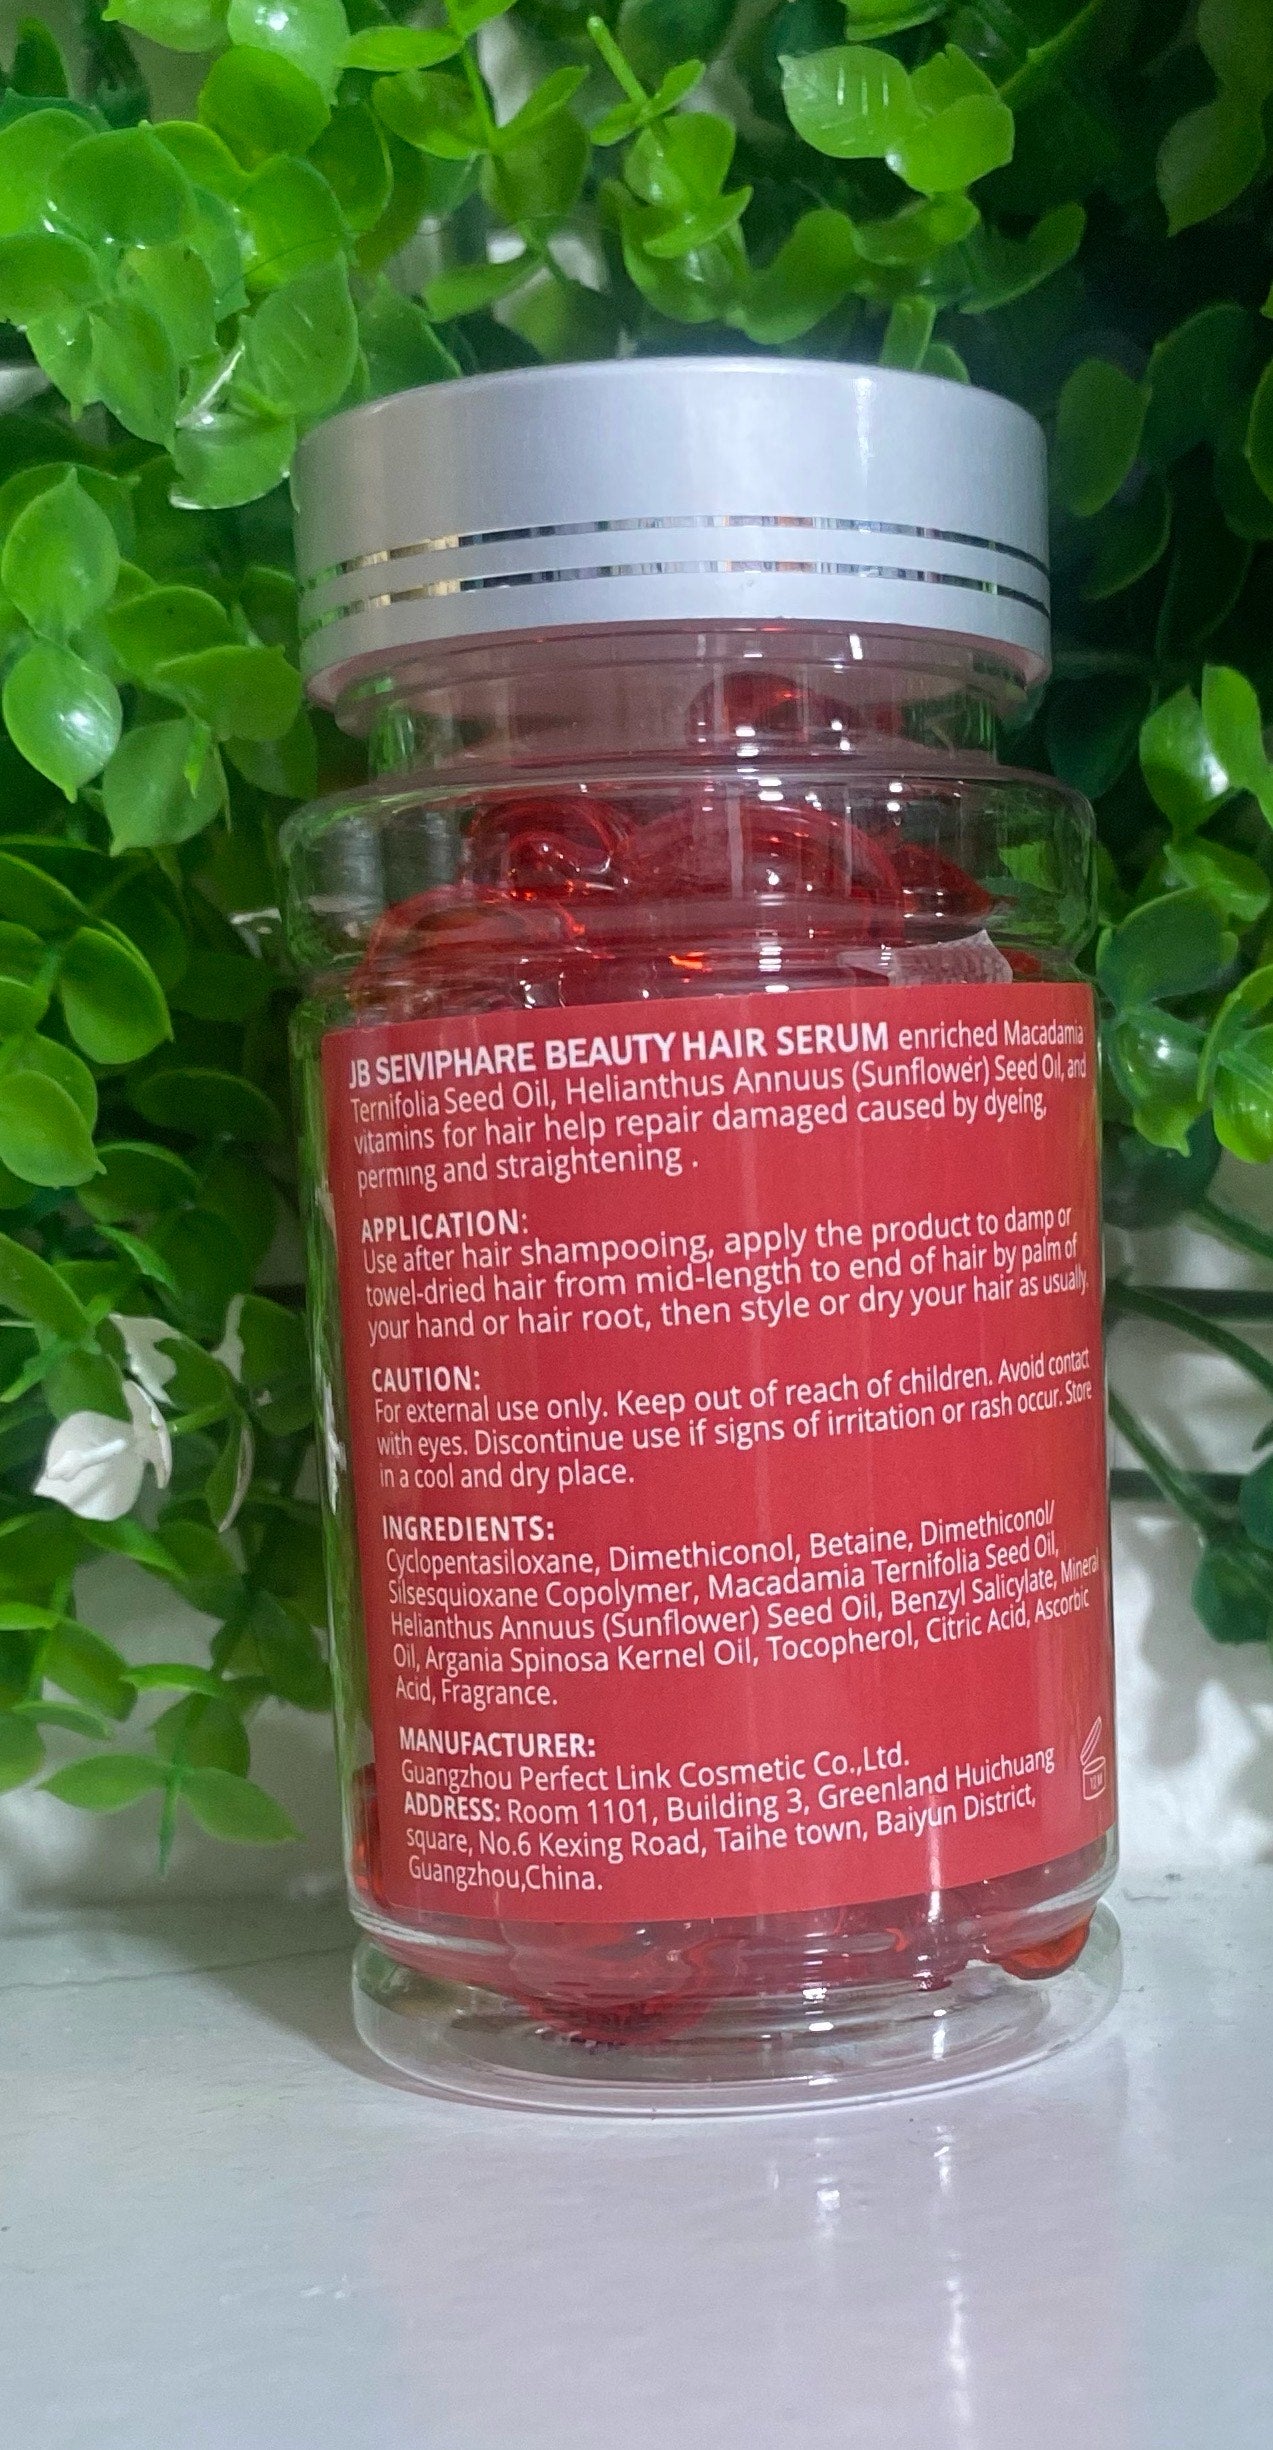 JB SEIVIPHARE BEAUTY HAIR SERUM enriched Macadamia
Ternifolia Seed Oil, Helianthus Annuus (Sunflower) Seed Oil, and
vitamins for hair help repair damaged caused by dyeing,
perming and straightening .
APPLICATION:
Use after hair shampooing, apply the product to damp or
towel-dried hair from mid-length to end of hair by palm of
your hand or hair root, then style or dry your hair as usually.
CAUTION:
For external use only. Keep out of reach of children. Avoid contact
with eyes. Discontinue use if signs of irritation or rash occur. Store
in a cool and dry place.
INGREDIENTS:
Cyclopentasiloxane, Dimethiconol, Betaine, Dimethiconol/
Silsesquioxane Copolymer, Macadamia Ternifolia Seed Oil,
Helianthus Annuus (Sunflower) Seed Oil, Benzyl Salicylate, Mineral
Oil, Argania Spinosa Kernel Oil, Tocopherol, Citric Acid, Ascorbic
Acid, Fragrance.
MANUFACTURER:
Guangzhou Perfect Link Cosmetic Co.,Ltd.
ADDRESS: Room 1101, Building 3, Greenland Huichuang
square, No.6 Kexing Road, Taihe town, Baiyun District,
Guangzhou,China.